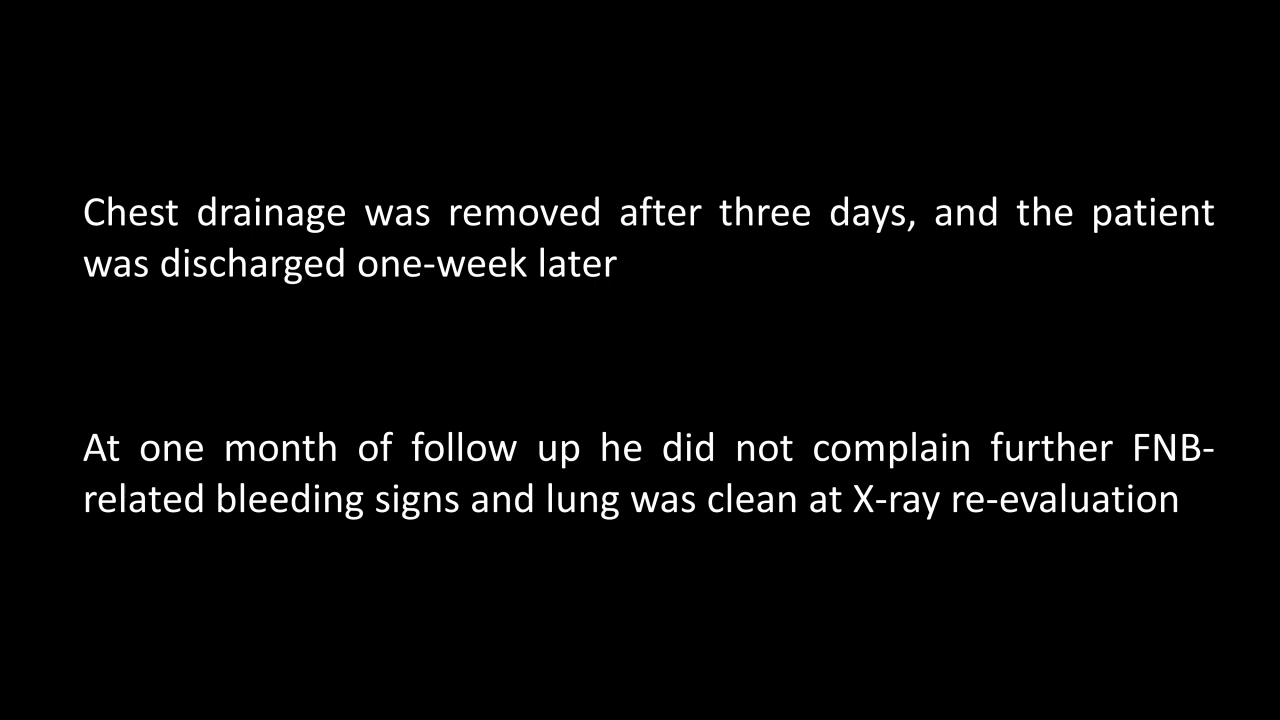 Chest drainage was removed after three days, and the patient
was discharged one-week later
At one month of follow up he did not complain further FNB-
related bleeding signs and lung was clean at X-ray re-evaluation